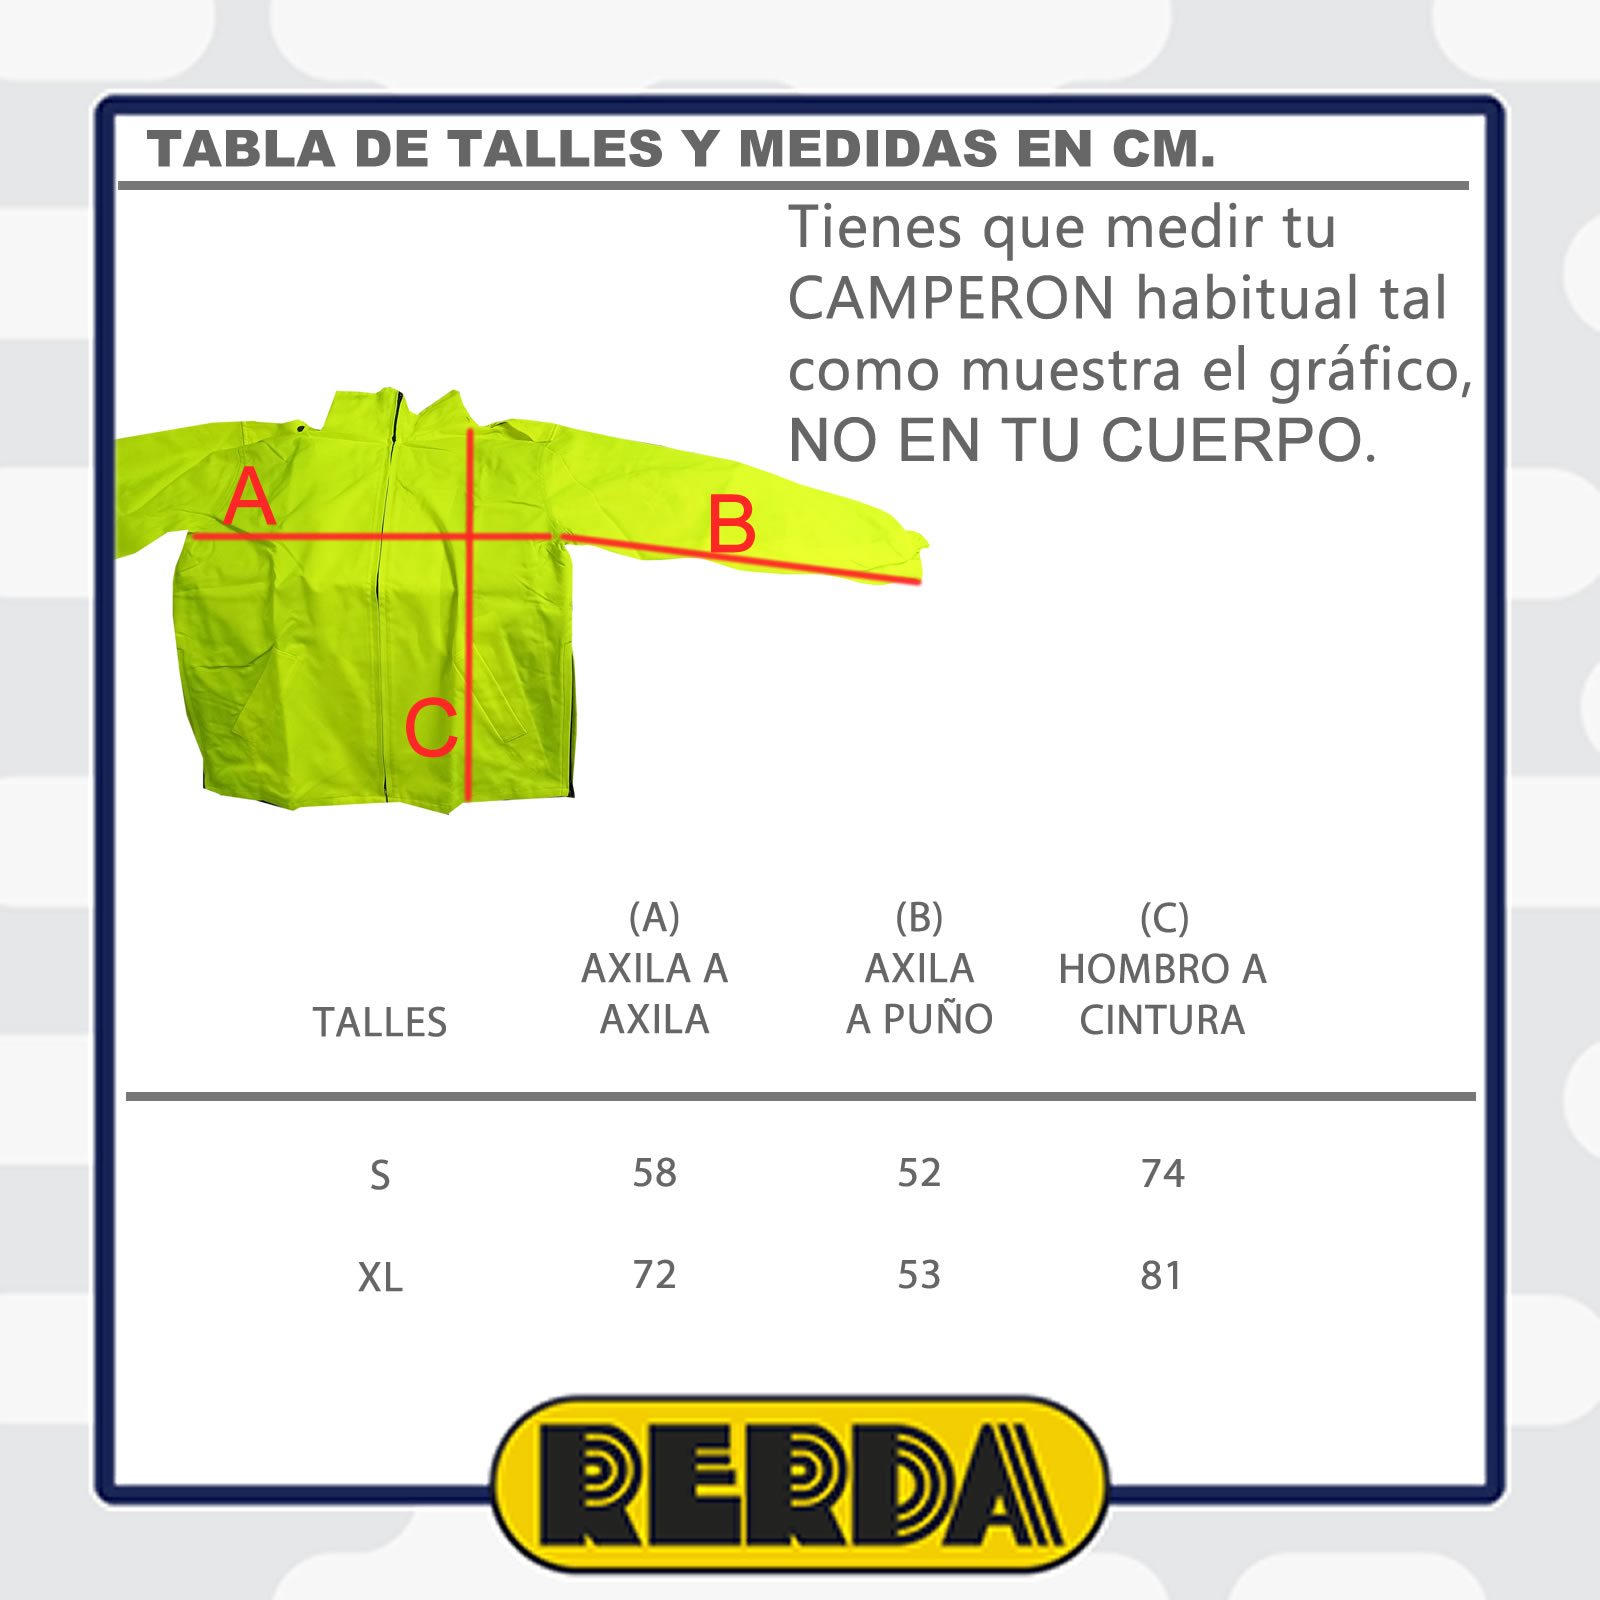 TABLA DE TALLES Y MEDIDAS EN CM.
Tienes que medir tu
CAMPERON habitual tal
como muestra el gráfico,
NO EN TU CUERPO.
A
B
C
(A) (B) (C)
AXILA A AXILA HOMBRO A
TALLES AXILA A PUÑO CINTURA
S 58 52 74
XL 72 53 81
RERDA